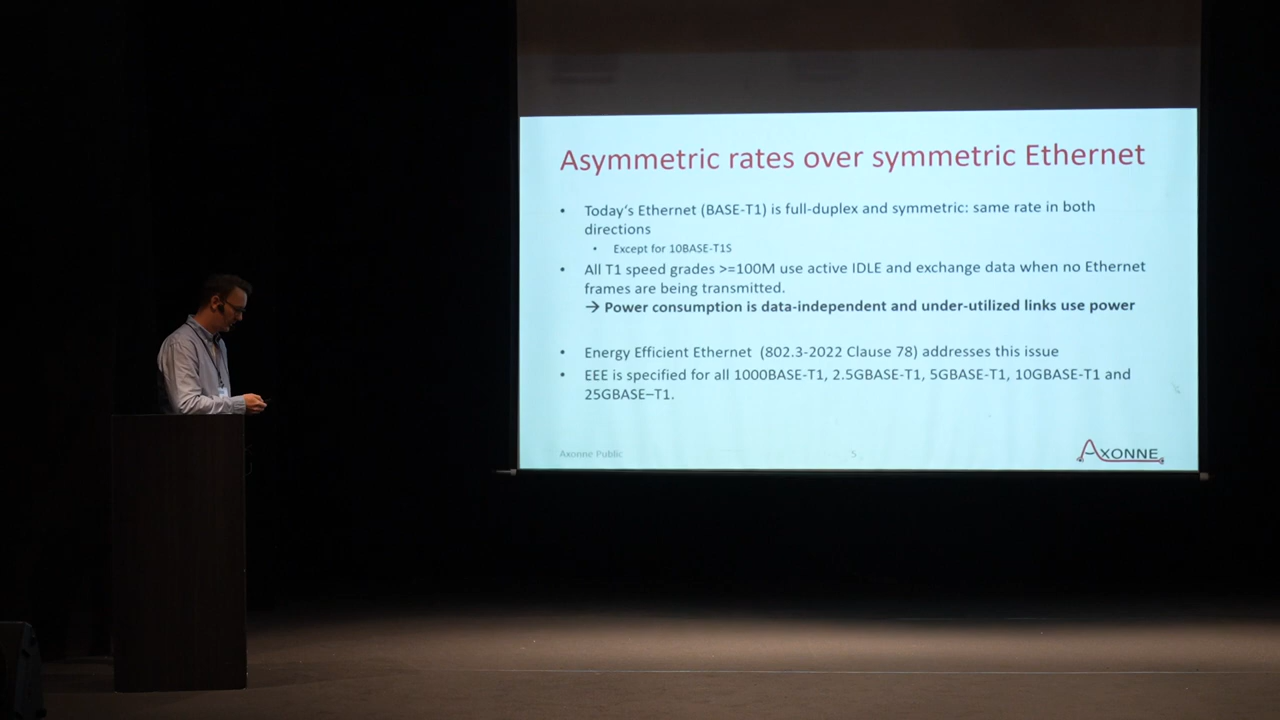 Asymmetric rates over symmetric Ethernet
• Today's Ethernet (BASE-T1) is full-duplex and symmetric: same rate in both
directions
• Except for 10BASE-T1S
• All T1 speed grades >=100M use active IDLE and exchange data when no Ethernet
frames are being transmitted.
→ Power consumption is data-independent and under-utilized links use power
• Energy Efficient Ethernet (802.3-2022 Clause 78) addresses this issue
• EEE is specified for all 1000BASE-T1, 2.5GBASE-T1, 5GBASE-T1, 10GBASE-T1 and
25GBASE–T1.
Axonne Public
5
AXONNE